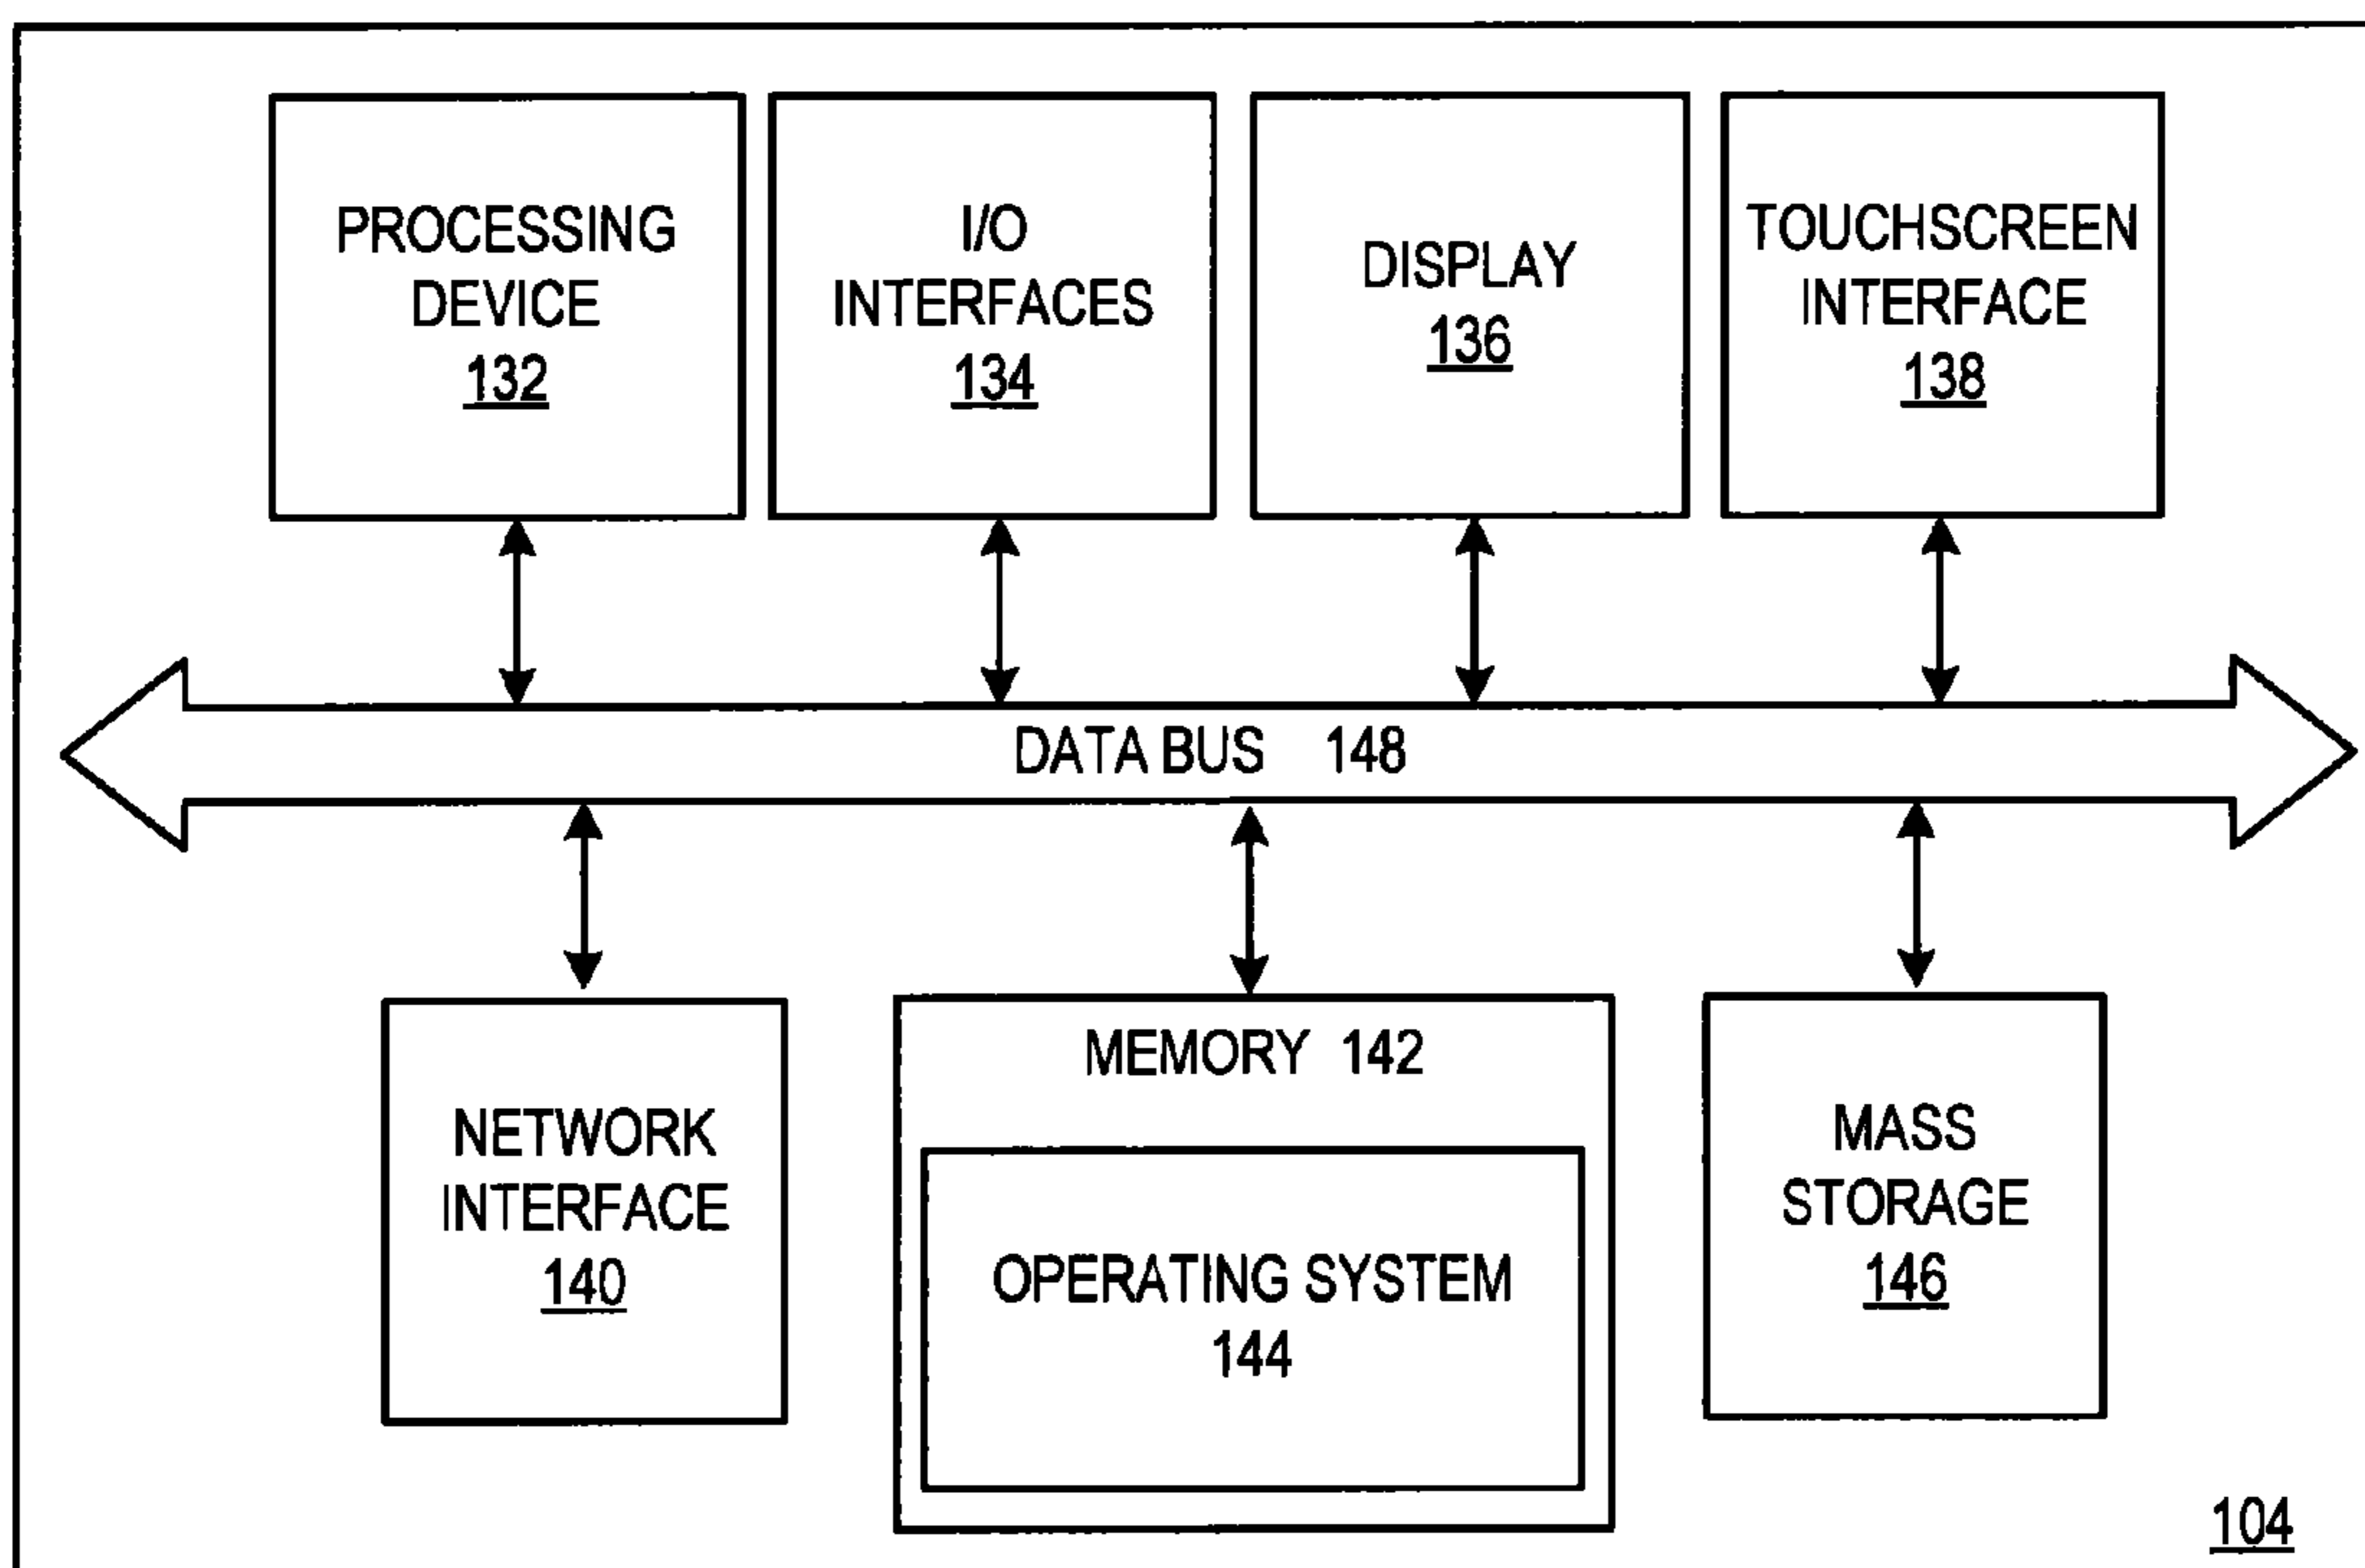 PROCESSING
DEVICE
132
I/O
INTERFACES
134
DISPLAY
136
TOUCHSCREEN
INTERFACE
138
DATA BUS 148
NETWORK
INTERFACE
140
MEMORY 142
OPERATING SYSTEM
144
MASS
STORAGE
146
104